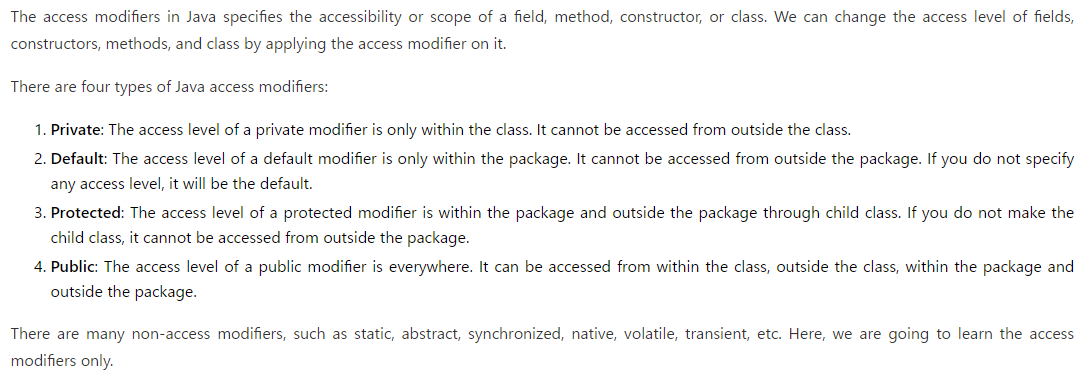 The access modifiers in Java specifies the accessibility or scope of a field, method, constructor, or class. We can change the access level of fields,
constructors, methods, and class by applying the access modifier on it.
There are four types of Java access modifiers:
1. Private: The access level of a private modifier is only within the class. It cannot be accessed from outside the class.
2. Default: The access level of a default modifier is only within the package. It cannot be accessed from outside the package. If you do not specify
any access level, it will be the default.
3. Protected: The access level of a protected modifier is within the package and outside the package through child class. If you do not make the
child class, it cannot be accessed from outside the package.
4. Public: The access level of a public modifier is everywhere. It can be accessed from within the class, outside the class, within the package and
outside the package.
There are many non-access modifiers, such as static, abstract, synchronized, native, volatile, transient, etc. Here, we are going to learn the access
modifiers only.